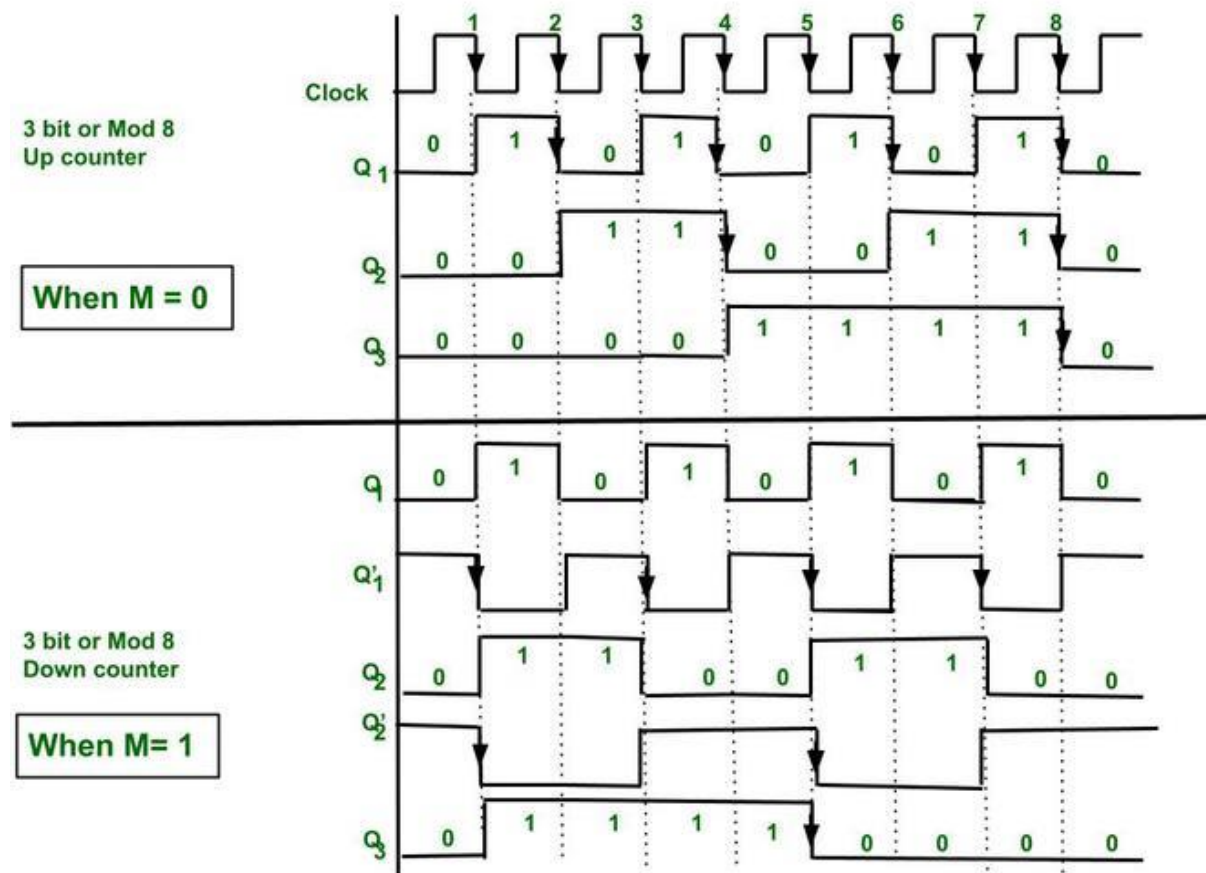 1 2 3 4 5 6 7 8
Clock
3 bit or Mod 8
Up counter
Q1 0 1 0 1 0 1 0 1 0
Q2 0 0 1 1 0 0 1 1 0
When M = 0
Q3 0 0 0 0 1 1 1 1 0
Q1 0 1 0 1 0 1 0 1 0
Q'1
3 bit or Mod 8
Down counter
Q2 0 1 1 0 0 1 1 0 0
When M= 1
Q'2
Q3 0 1 1 1 1 0 0 0 0